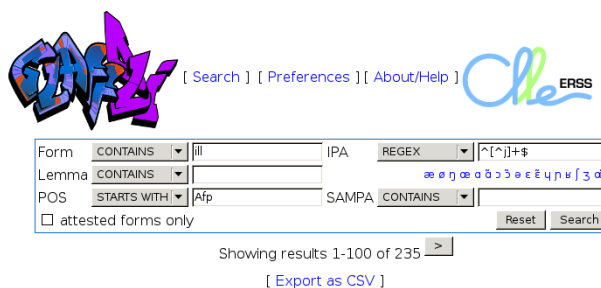 [ Search ] [ Preferences ] [ About/Help ]
Clle ERSS
Form CONTAINS ill IPA REGEX ^[^j]+$
Lemma CONTAINS æ ø ŋ œ ɑ ɑ̃ ɔ ɔ̃ ə ɛ ɛ̃ ɥ ɲ ʁ ʃ ʒ
POS STARTS WITH Afp SAMPA CONTAINS
attested forms only Reset Search
Showing results 1-100 of 235 >
[ Export as CSV ]